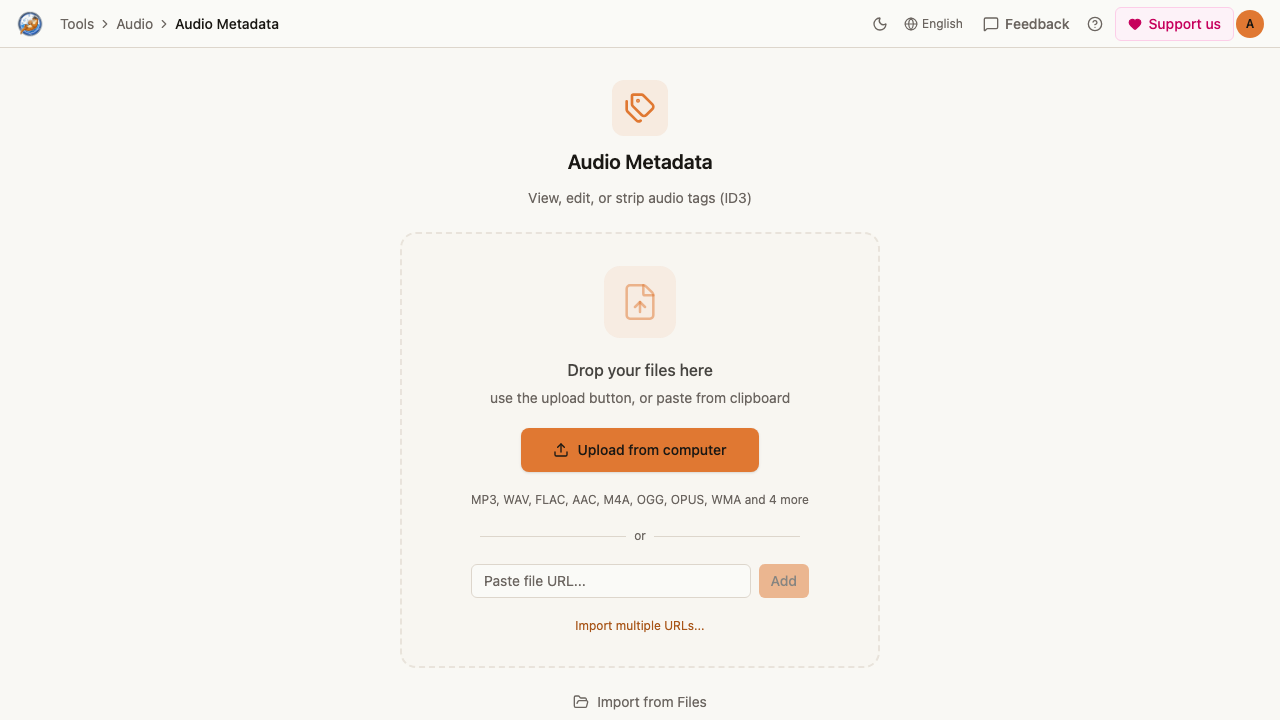 Tools > Audio > Audio Metadata
English
Feedback
Support us
A
Audio Metadata
View, edit, or strip audio tags (ID3)
Drop your files here
use the upload button, or paste from clipboard
Upload from computer
MP3, WAV, FLAC, AAC, M4A, OGG, OPUS, WMA and 4 more
or
Paste file URL...
Add
Import multiple URLs...
Import from Files